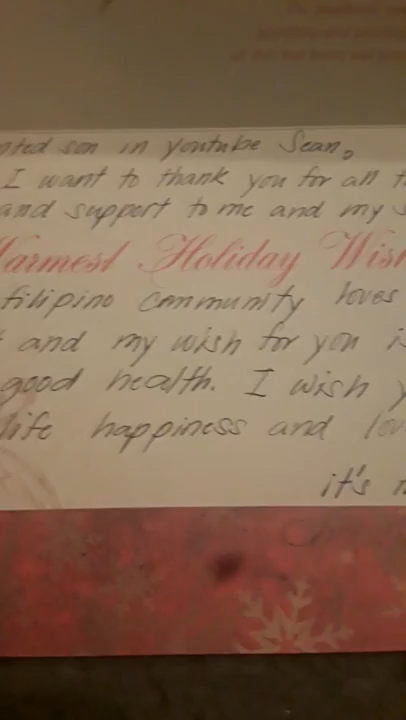 son in youtube Sean.
I want to thank you for all
and support to me and my
Warmest Holiday Wish
filipino community loves
and my wish for you
good health. I wish
life happiness and
it's